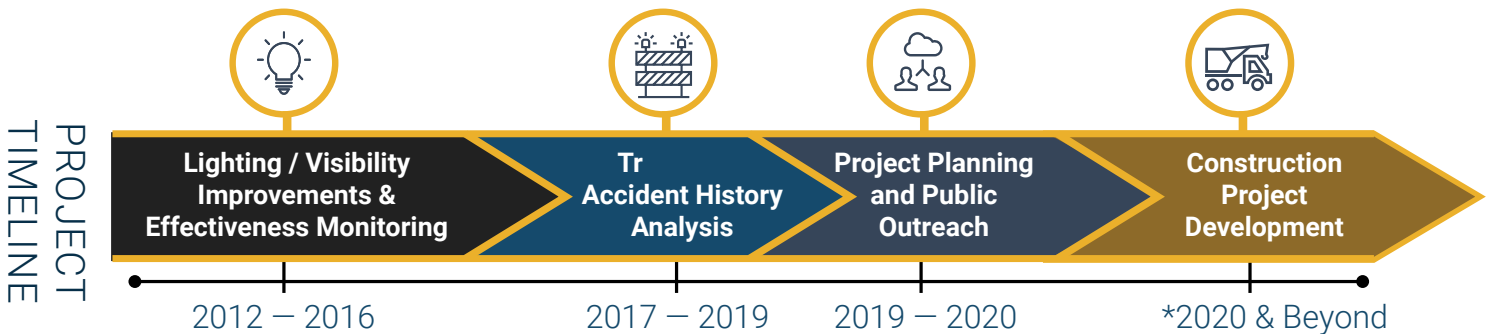 PROJECT
TIMELINE
Lighting / Visibility
Improvements &
Effectiveness Monitoring
Tr
Accident History
Analysis
Project Planning
and Public
Outreach
Construction
Project
Development
2012 — 2016
2017 — 2019
2019 — 2020
*2020 & Beyond